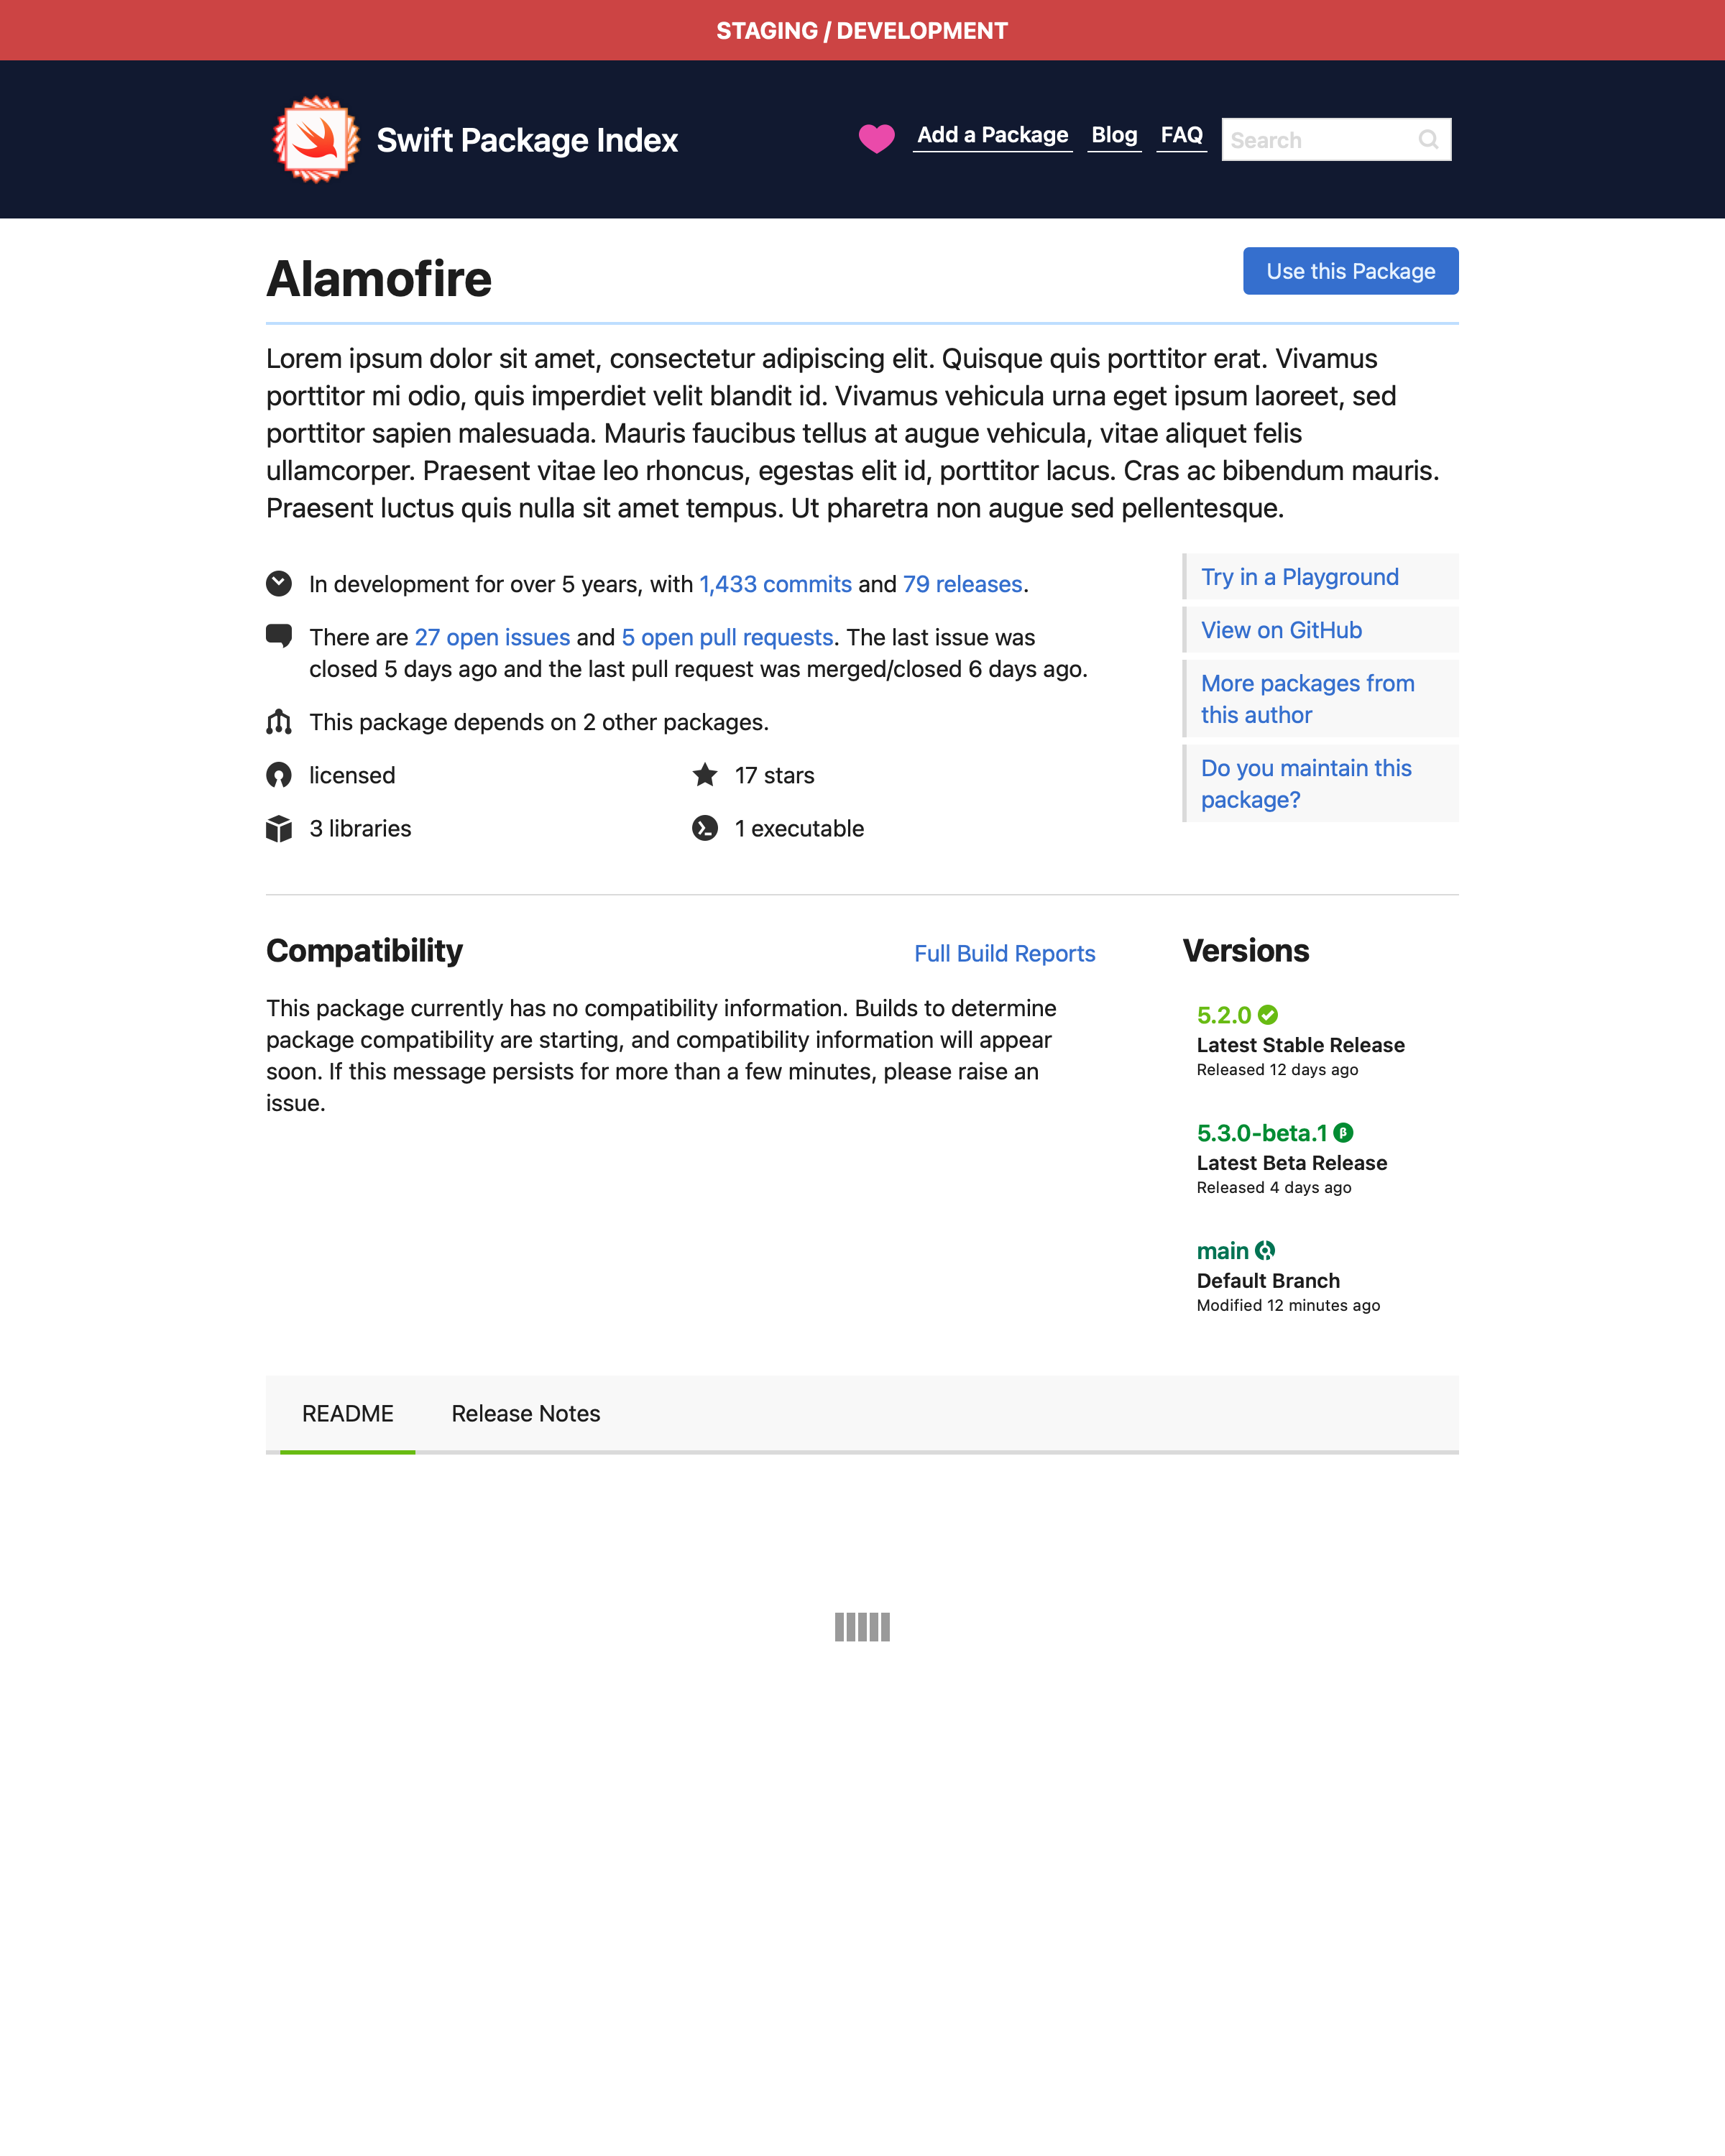 STAGING / DEVELOPMENT
Swift Package Index
Add a Package
Blog
FAQ
Search
Alamofire
Use this Package
Lorem ipsum dolor sit amet, consectetur adipiscing elit. Quisque quis porttitor erat. Vivamus
porttitor mi odio, quis imperdiet velit blandit id. Vivamus vehicula urna eget ipsum laoreet, sed
porttitor sapien malesuada. Mauris faucibus tellus at augue vehicula, vitae aliquet felis
ullamcorper. Praesent vitae leo rhoncus, egestas elit id, porttitor lacus. Cras ac bibendum mauris.
Praesent luctus quis nulla sit amet tempus. Ut pharetra non augue sed pellentesque.
In development for over 5 years, with 1,433 commits and 79 releases.
There are 27 open issues and 5 open pull requests. The last issue was
closed 5 days ago and the last pull request was merged/closed 6 days ago.
This package depends on 2 other packages.
licensed
17 stars
3 libraries
1 executable
Try in a Playground
View on GitHub
More packages from
this author
Do you maintain this
package?
Compatibility
Full Build Reports
This package currently has no compatibility information. Builds to determine
package compatibility are starting, and compatibility information will appear
soon. If this message persists for more than a few minutes, please raise an
issue.
Versions
5.2.0
Latest Stable Release
Released 12 days ago
5.3.0-beta.1 β
Latest Beta Release
Released 4 days ago
main
Default Branch
Modified 12 minutes ago
README
Release Notes